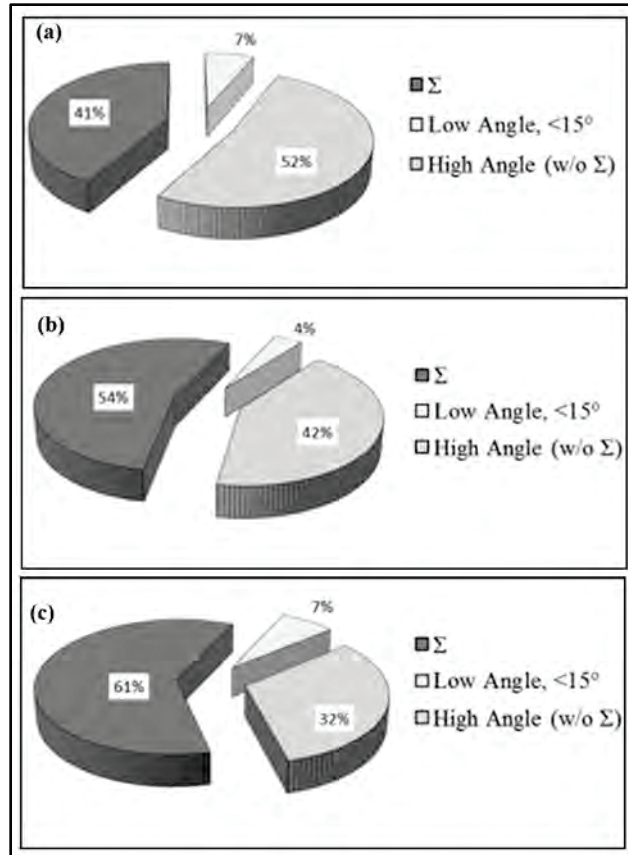 (a)
7%
41%
52%
Σ
Low Angle, <15°
High Angle (w/o Σ)
(b)
4%
54%
42%
Σ
Low Angle, <15°
High Angle (w/o Σ)
(c)
7%
61%
32%
Σ
Low Angle, <15°
High Angle (w/o Σ)